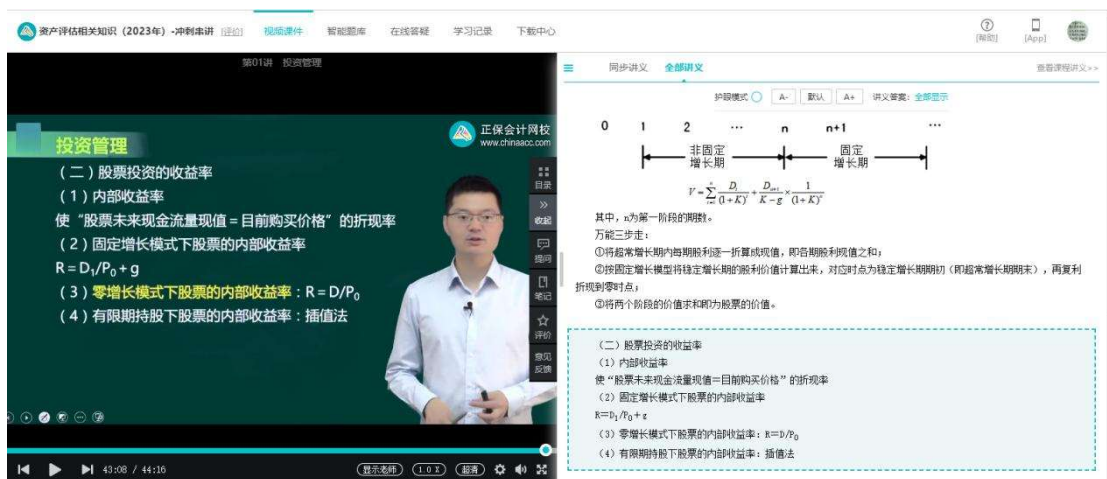 资产评估相关知识（2023年）-冲刺串讲 [评价]
视频课件 智能题库 在线答疑 学习记录 下载中心
[帮助] [App]
第01讲 投资管理
投资管理
正保会计网校
www.chinaacc.com
（二）股票投资的收益率
（1）内部收益率
使“股票未来现金流量现值=目前购买价格”的折现率
（2）固定增长模式下股票的内部收益率
R=D₁/P₀+g
（3）零增长模式下股票的内部收益率：R=D/P₀
（4）有限期持股下股票的内部收益率：插值法
目录
收起
提问
笔记
评价
意见
反馈
43:08 / 44:16
显示老师 1.0 X 超清
同步讲义 全部讲义 查看课程讲义>>
护眼模式 A- 默认 A+ 讲义答案：全部显示
0 1 2 … n n+1 …
非固定 固定
增长期 增长期
V=∑ Dₜ/(1+K)ᵗ + Dₙ₊₁/(K-g) × 1/(1+K)ⁿ
其中，n为第一阶段的期数。
万能三步走：
①将超常增长期内每期股利逐一折算成现值，即各期股利现值之和；
②按固定增长模型将稳定增长期的股利价值计算出来，对应时点为稳定增长期期初（即超常增长期期末），再复利
折现到零时点；
③将两个阶段的价值求和即为股票的价值。
（二）股票投资的收益率
（1）内部收益率
使“股票未来现金流量现值=目前购买价格”的折现率
（2）固定增长模式下股票的内部收益率
R=D₁/P₀+g
（3）零增长模式下股票的内部收益率：R=D/P₀
（4）有限期持股下股票的内部收益率：插值法